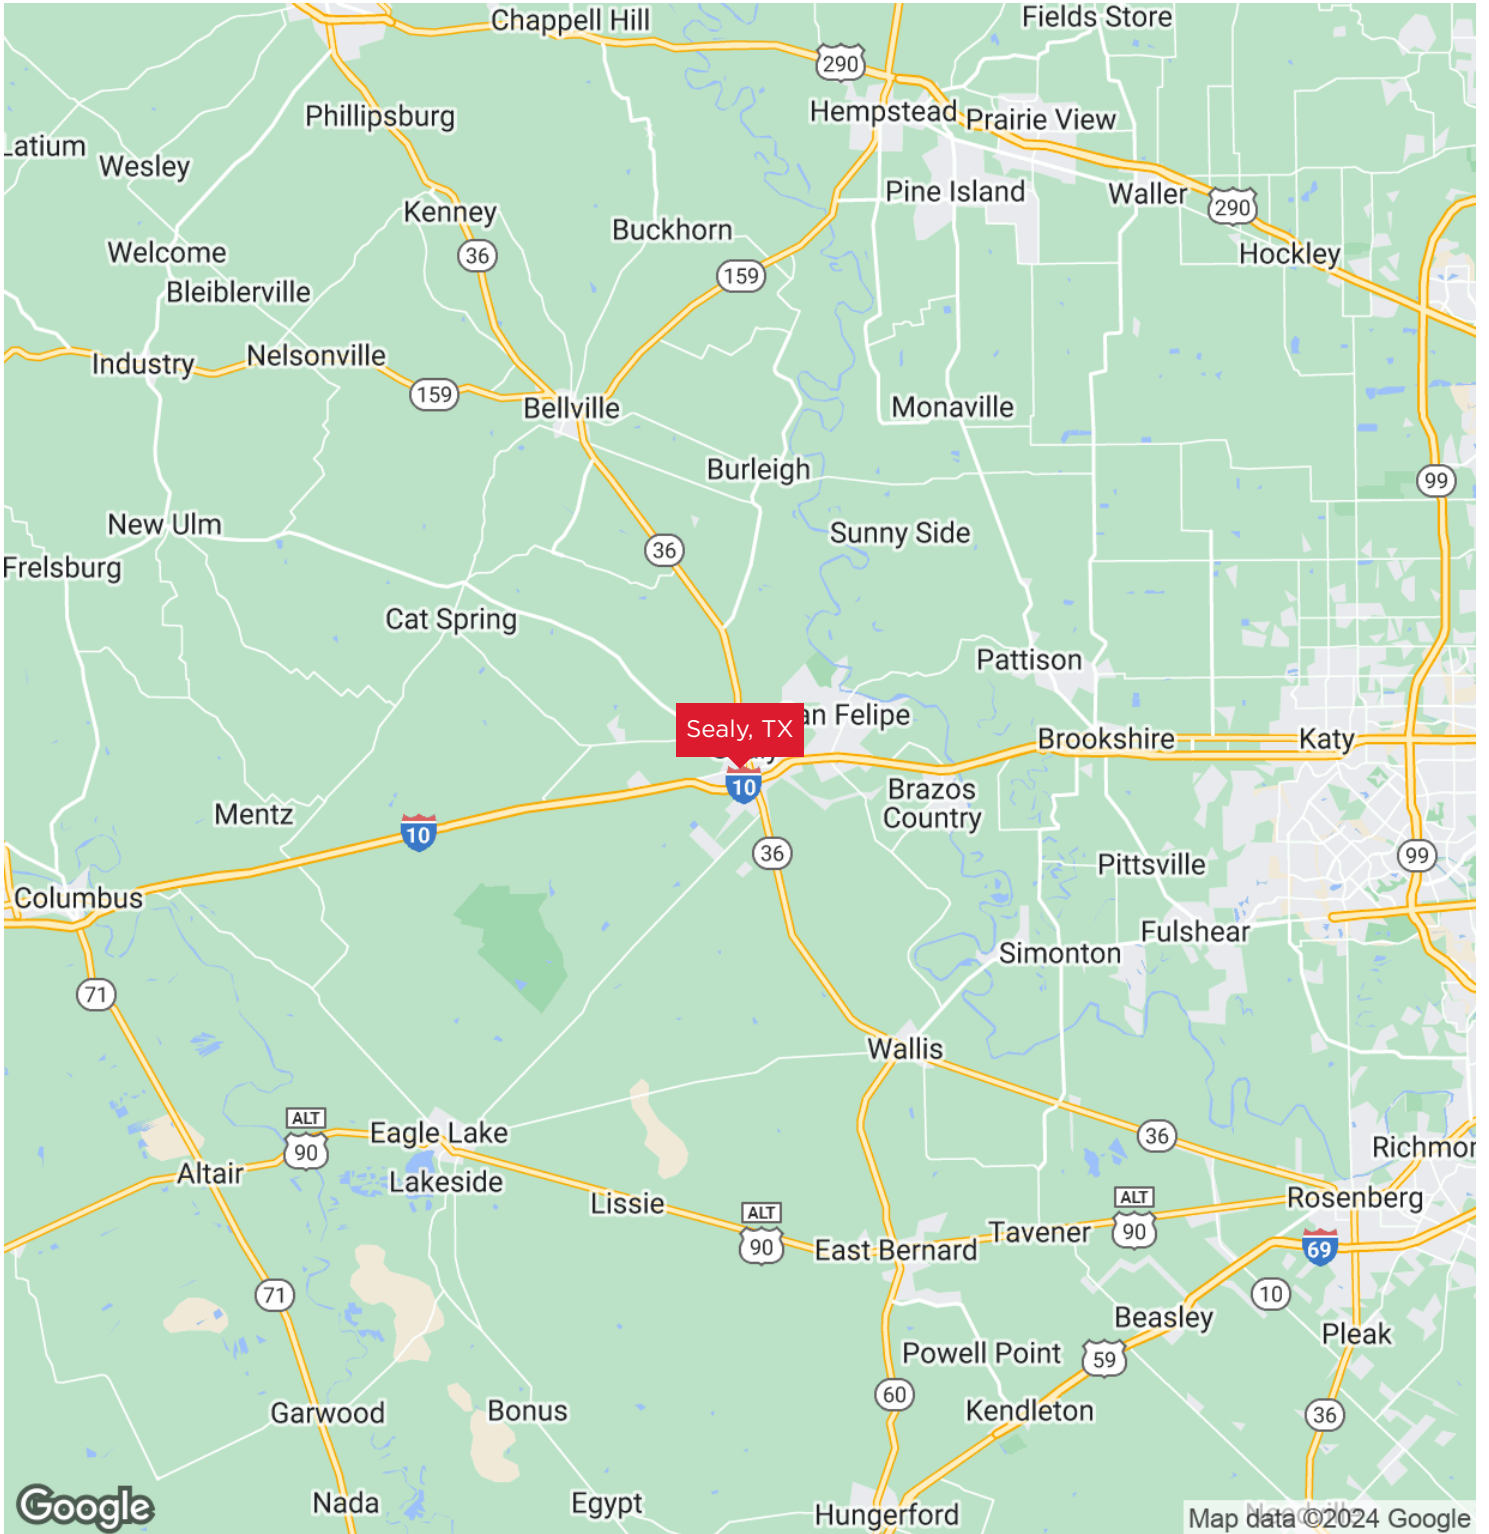 Chappell Hill
Fields Store
290
Phillipsburg
Hempstead
Prairie View
Latium
Wesley
Pine Island
Waller
290
Kenney
Buckhorn
Welcome
36
Hockley
159
Bleiblerville
Industry
Nelsonville
159
Bellville
Monaville
Burleigh
99
New Ulm
Sunny Side
36
Frelsburg
Cat Spring
Pattison
Sealy, TX
an Felipe
Brookshire
Katy
10
Brazos
Country
Mentz
10
36
99
Pittsville
Columbus
Fulshear
Simonton
71
Wallis
ALT
90
Eagle Lake
36
Richmor
Altair
Lakeside
Lissie
ALT
90
ALT
90
Rosenberg
Tavener
East Bernard
69
71
10
Beasley
Pleak
Powell Point
59
60
Garwood
Bonus
Kendleton
36
Google
Nada
Egypt
Hungerford
Map data ©2024 Google